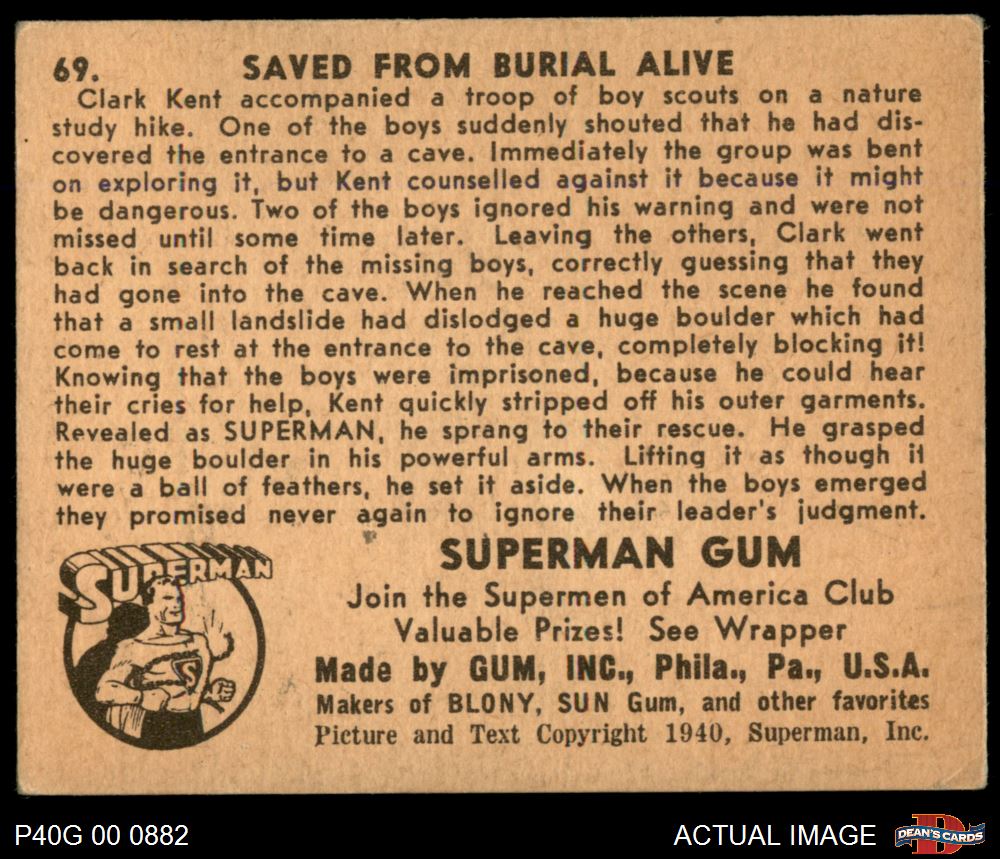 69. SAVED FROM BURIAL ALIVE
Clark Kent accompanied a troop of boy scouts on a nature
study hike. One of the boys suddenly shouted that he had dis-
covered the entrance to a cave. Immediately the group was bent
on exploring it, but Kent counselled against it because it might
be dangerous. Two of the boys ignored his warning and were not
missed until some time later. Leaving the others, Clark went
back in search of the missing boys, correctly guessing that they
had gone into the cave. When he reached the scene he found
that a small landslide had dislodged a huge boulder which had
come to rest at the entrance to the cave, completely blocking it!
Knowing that the boys were imprisoned, because he could hear
their cries for help, Kent quickly stripped off his outer garments.
Revealed as SUPERMAN, he sprang to their rescue. He grasped
the huge boulder in his powerful arms. Lifting it as though it
were a ball of feathers, he set it aside. When the boys emerged
they promised never again to ignore their leader's judgment.
SUPERMAN
S
SUPERMAN GUM
Join the Supermen of America Club
Valuable Prizes! See Wrapper
Made by GUM, INC., Phila., Pa., U.S.A.
Makers of BLONY, SUN Gum, and other favorites
Picture and Text Copyright 1940, Superman, Inc.
P40G 00 0882
ACTUAL IMAGE
DEAN'S CARDS